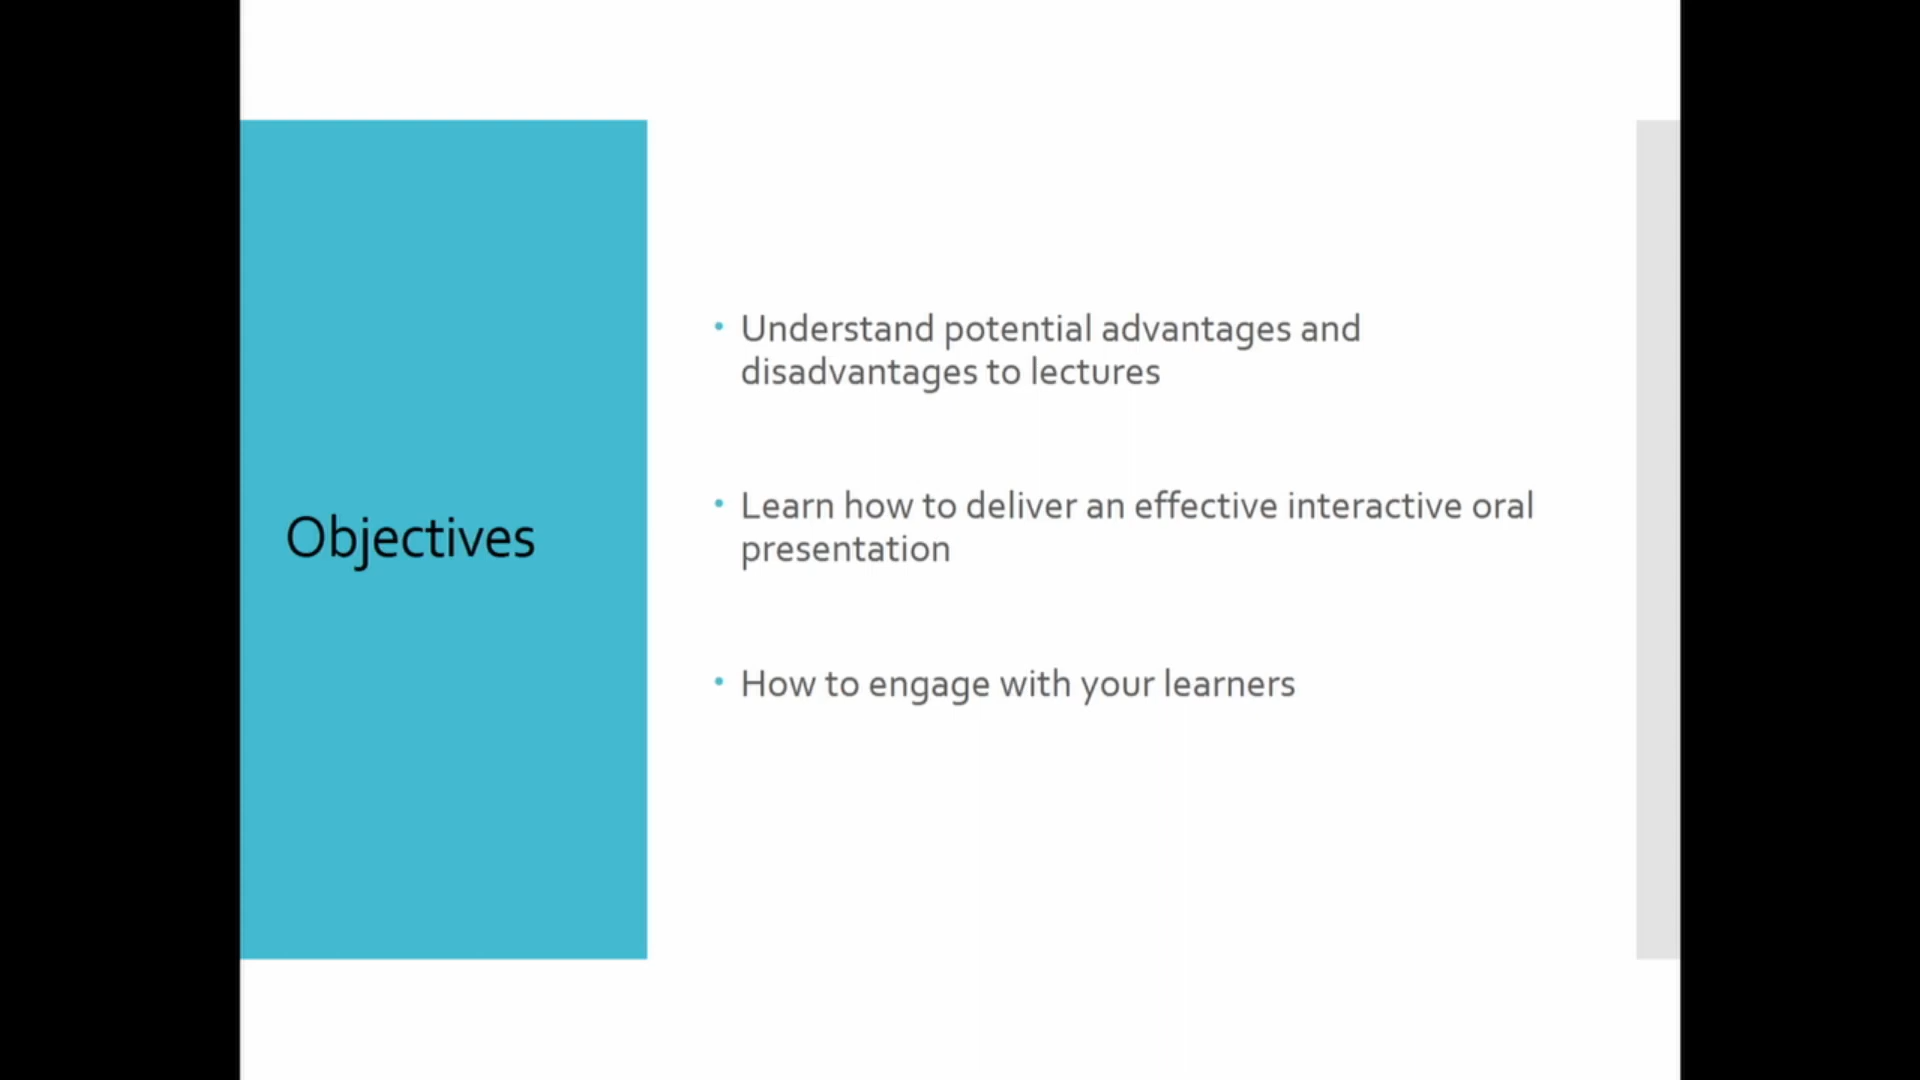 Objectives
• Understand potential advantages and
disadvantages to lectures
• Learn how to deliver an effective interactive oral
presentation
• How to engage with your learners